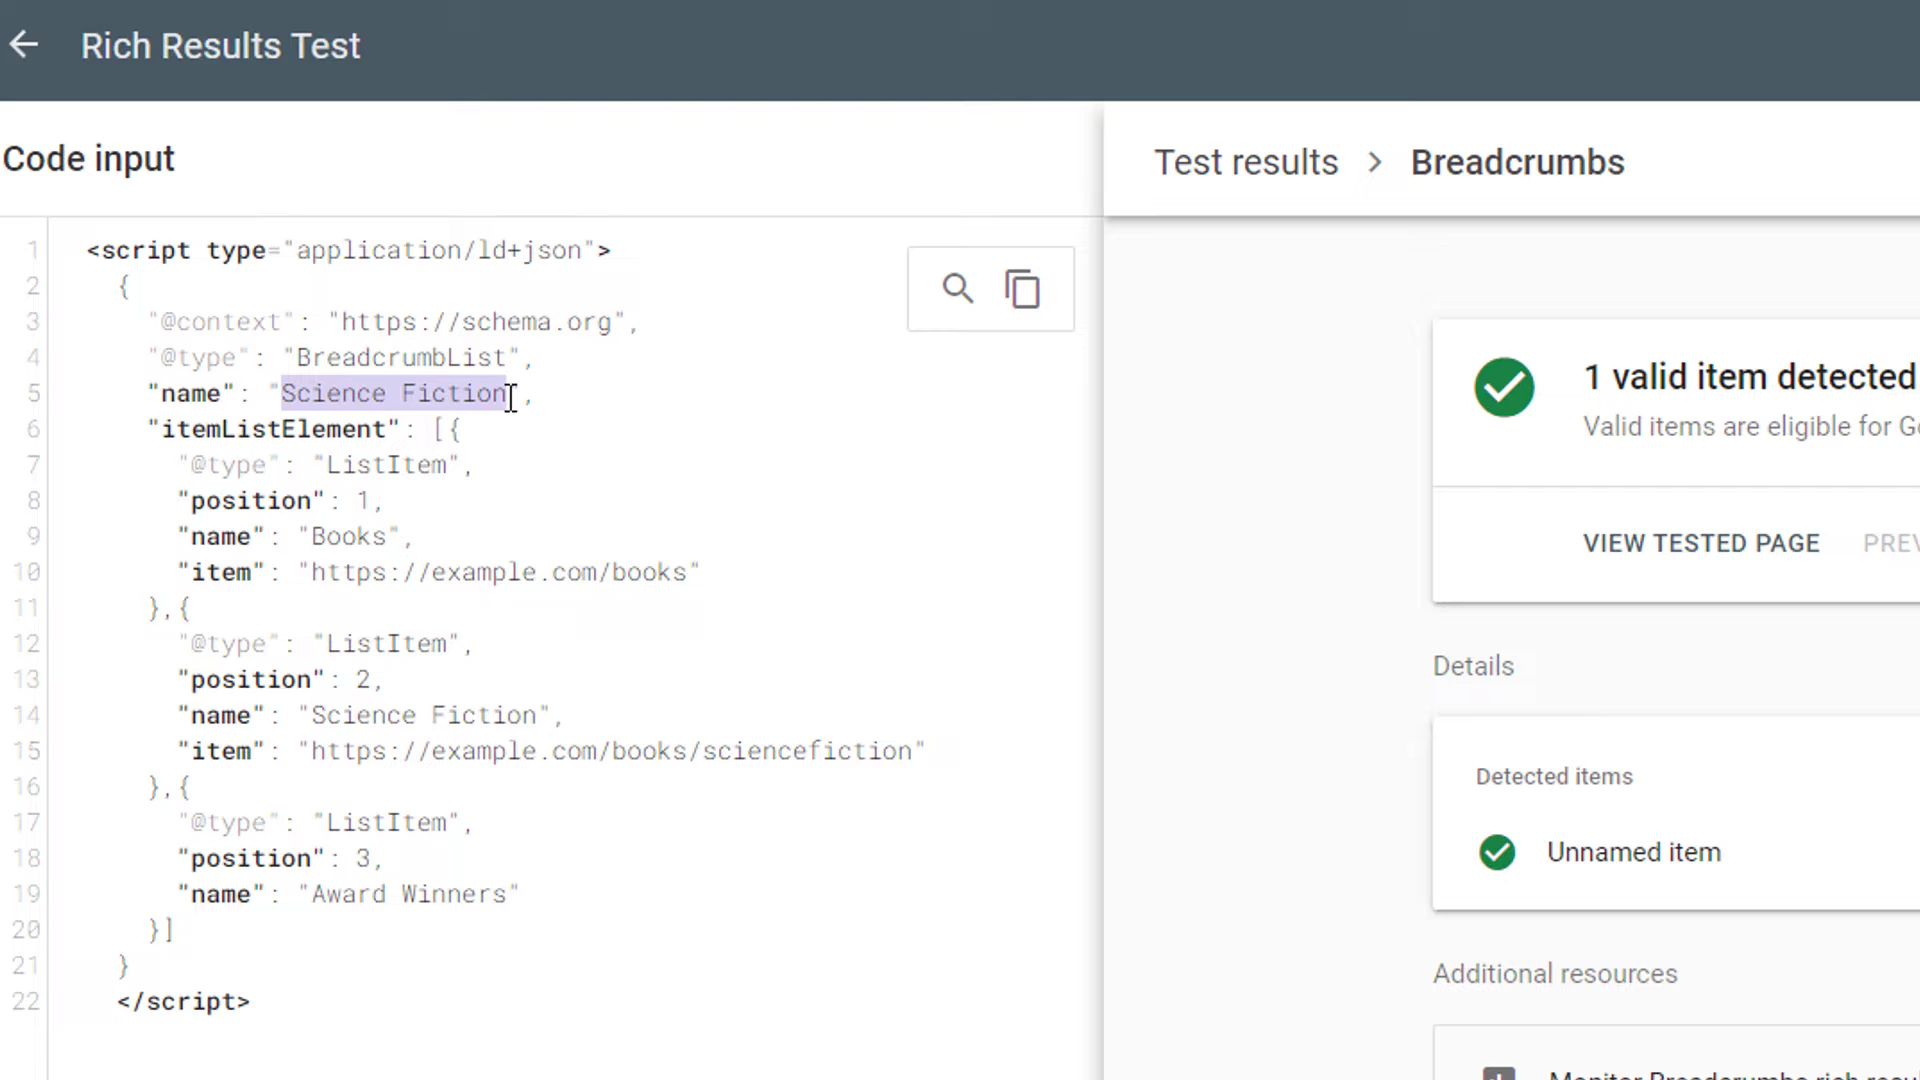 Rich Results Test
Code input
1 <script type="application/ld+json">
2 {
3 "@context": "https://schema.org",
4 "@type": "BreadcrumbList",
5 "name": "Science Fiction",
6 "itemListElement": [{
7 "@type": "ListItem",
8 "position": 1,
9 "name": "Books",
10 "item": "https://example.com/books"
11 },{
12 "@type": "ListItem",
13 "position": 2,
14 "name": "Science Fiction",
15 "item": "https://example.com/books/sciencefiction"
16 },{
17 "@type": "ListItem",
18 "position": 3,
19 "name": "Award Winners"
20 }]
21 }
22 </script>
Test results > Breadcrumbs
1 valid item detected
Valid items are eligible for
VIEW TESTED PAGE
Details
Detected items
Unnamed item
Additional resources
Monitor Breadcrumbs rich